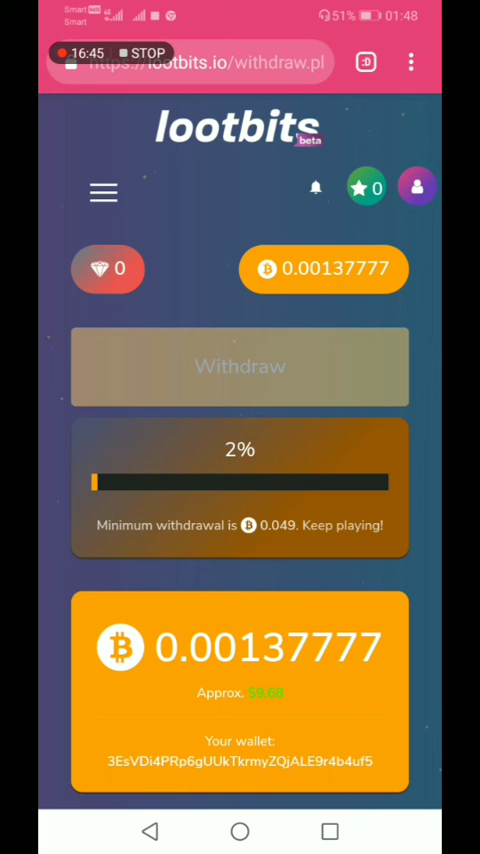 Smart VoLTE
Smart
51% 01:48
16:45 STOP
https://lootbits.io/withdraw.pl
:D
lootbits
beta
0
0 0.00137777
Withdraw
2%
Minimum withdrawal is 0.049. Keep playing!
0.00137777
Approx. $9.68
Your wallet:
3EsVDi4PRp6gUUkTkrmyZQjALE9r4b4uf5